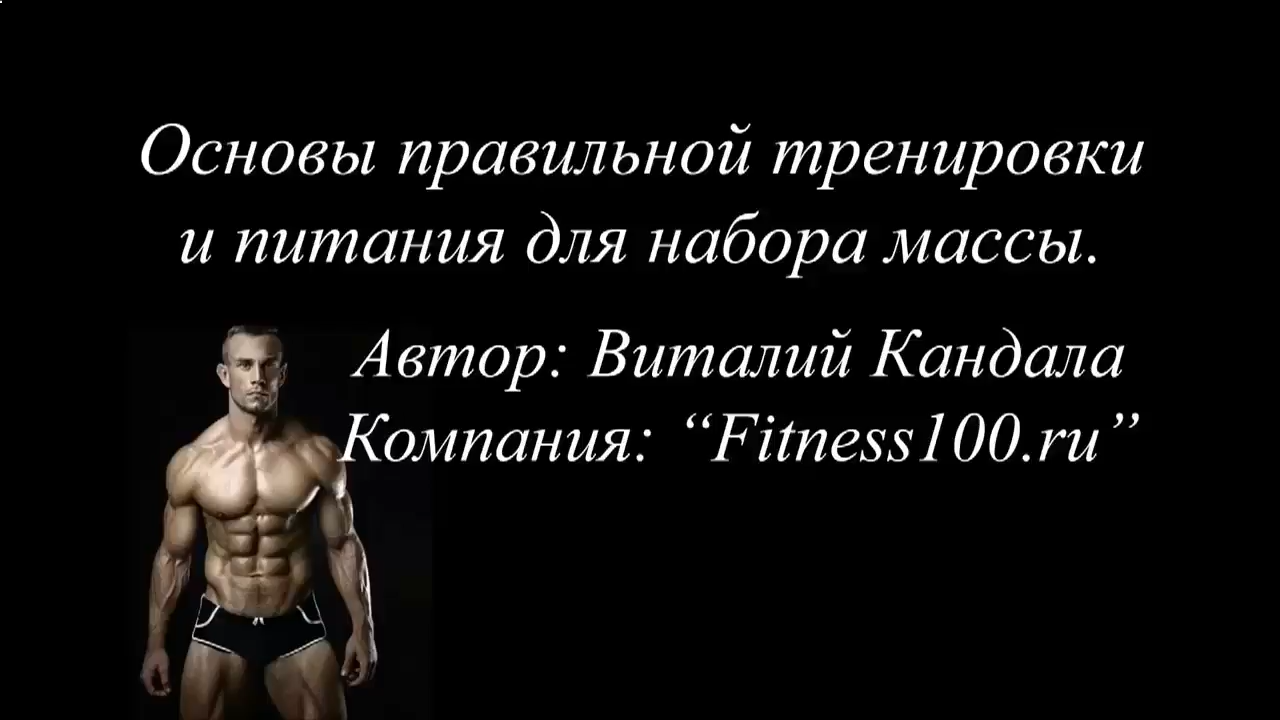 Основы правильной тренировки
и питания для набора массы.
Автор: Виталий Кандала
Компания: “Fitness100.ru”